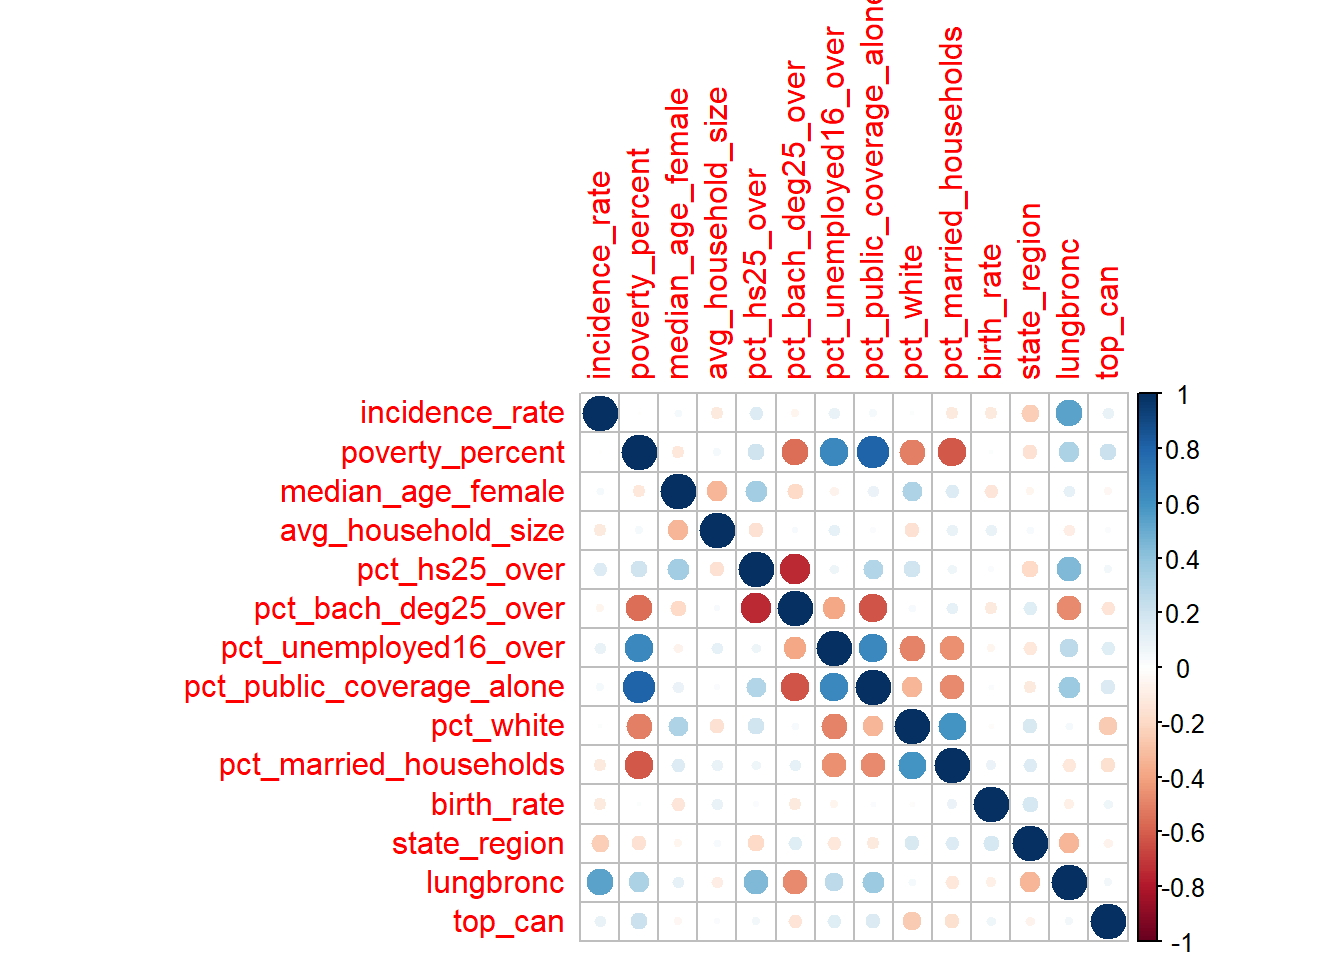 incidence_rate
poverty_percent
median_age_female
avg_household_size
pct_hs25_over
pct_bach_deg25_over
pct_unemployed16_over
pct_public_coverage_alone
pct_white
pct_married_households
birth_rate
state_region
lungbronc
top_can
incidence_rate
poverty_percent
median_age_female
avg_household_size
pct_hs25_over
pct_bach_deg25_over
pct_unemployed16_over
pct_public_coverage_alone
pct_white
pct_married_households
birth_rate
state_region
lungbronc
top_can
1
0.8
0.6
0.4
0.2
0
-0.2
-0.4
-0.6
-0.8
-1